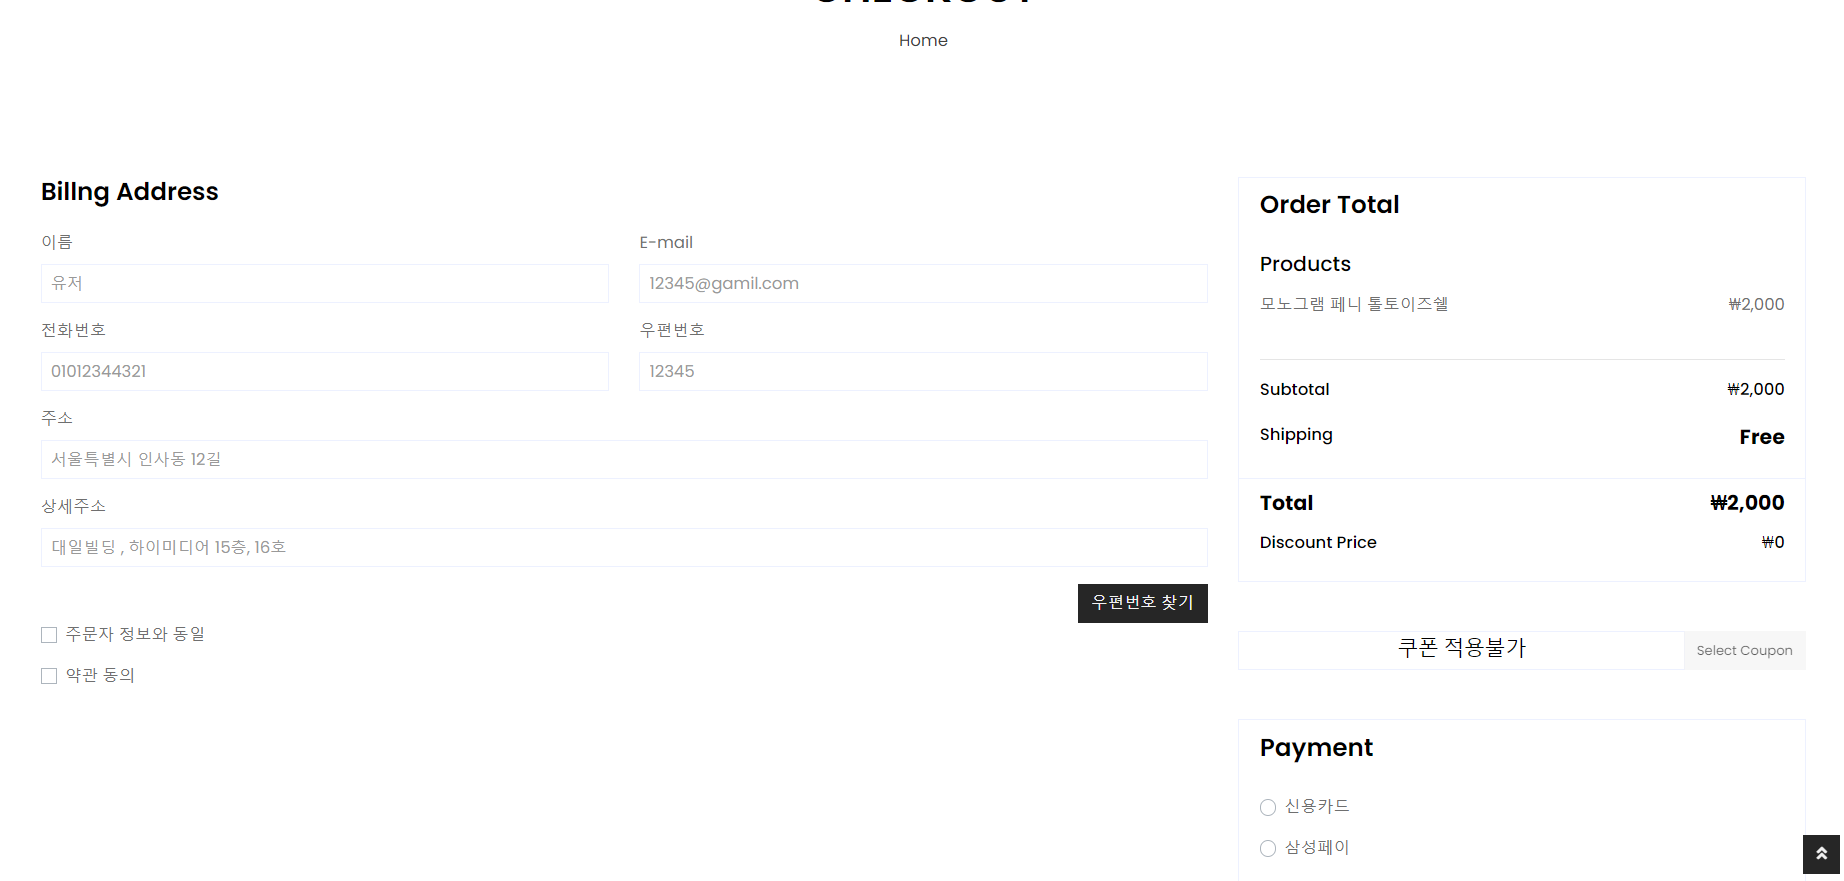 CHECKOUT
Home
Billng Address
이름
E-mail
유저
12345@gamil.com
전화번호
우편번호
01012344321
12345
주소
서울특별시 인사동 12길
상세주소
대일빌딩 , 하이미디어 15층, 16호
우편번호 찾기
주문자 정보와 동일
약관 동의
Order Total
Products
모노그램 페니 톨토이즈쉘 ₩2,000
Subtotal ₩2,000
Shipping Free
Total ₩2,000
Discount Price ₩0
쿠폰 적용불가 Select Coupon
Payment
신용카드
삼성페이